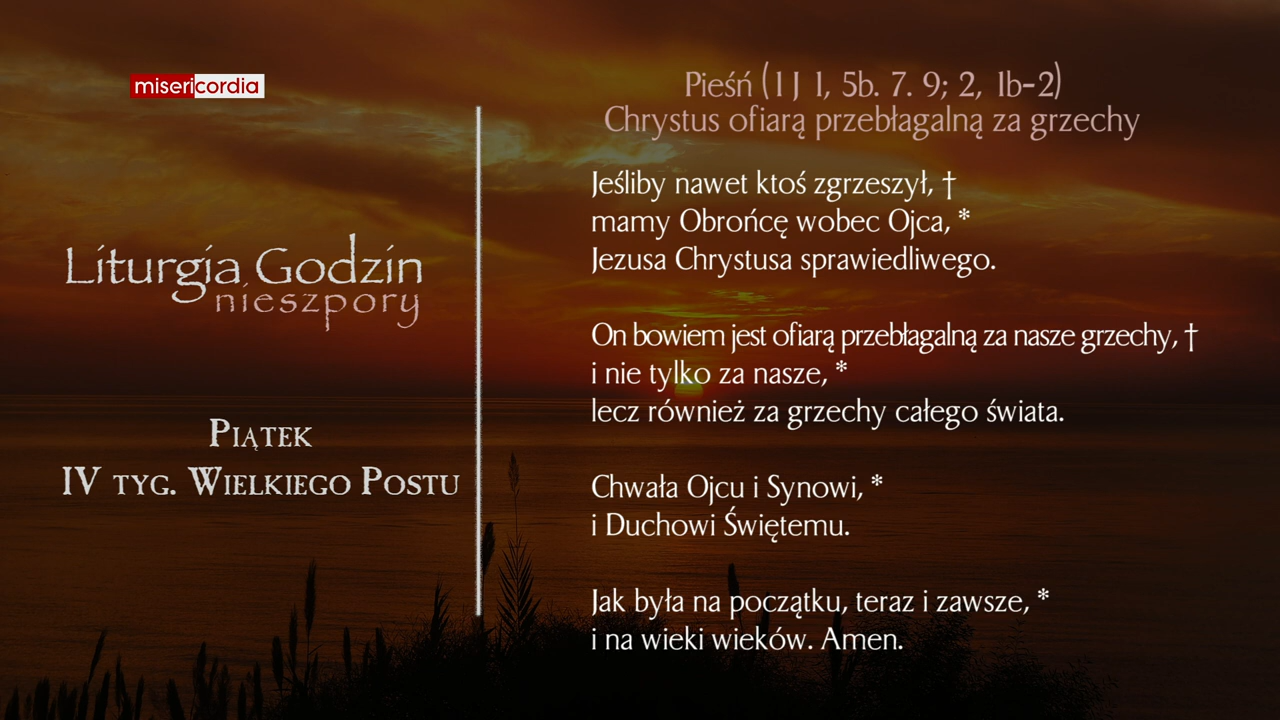 misericordia
Liturgia Godzin
nieszpory
Piątek
IV tyg. Wielkiego Postu
Pieśń (1 J 1, 5b. 7. 9; 2, 1b-2)
Chrystus ofiarą przebłagalną za grzechy
Jeśliby nawet ktoś zgrzeszył, †
mamy Obrońcę wobec Ojca, *
Jezusa Chrystusa sprawiedliwego.
On bowiem jest ofiarą przebłagalną za nasze grzechy, †
i nie tylko za nasze, *
lecz również za grzechy całego świata.
Chwała Ojcu i Synowi, *
i Duchowi Świętemu.
Jak była na początku, teraz i zawsze, *
i na wieki wieków. Amen.